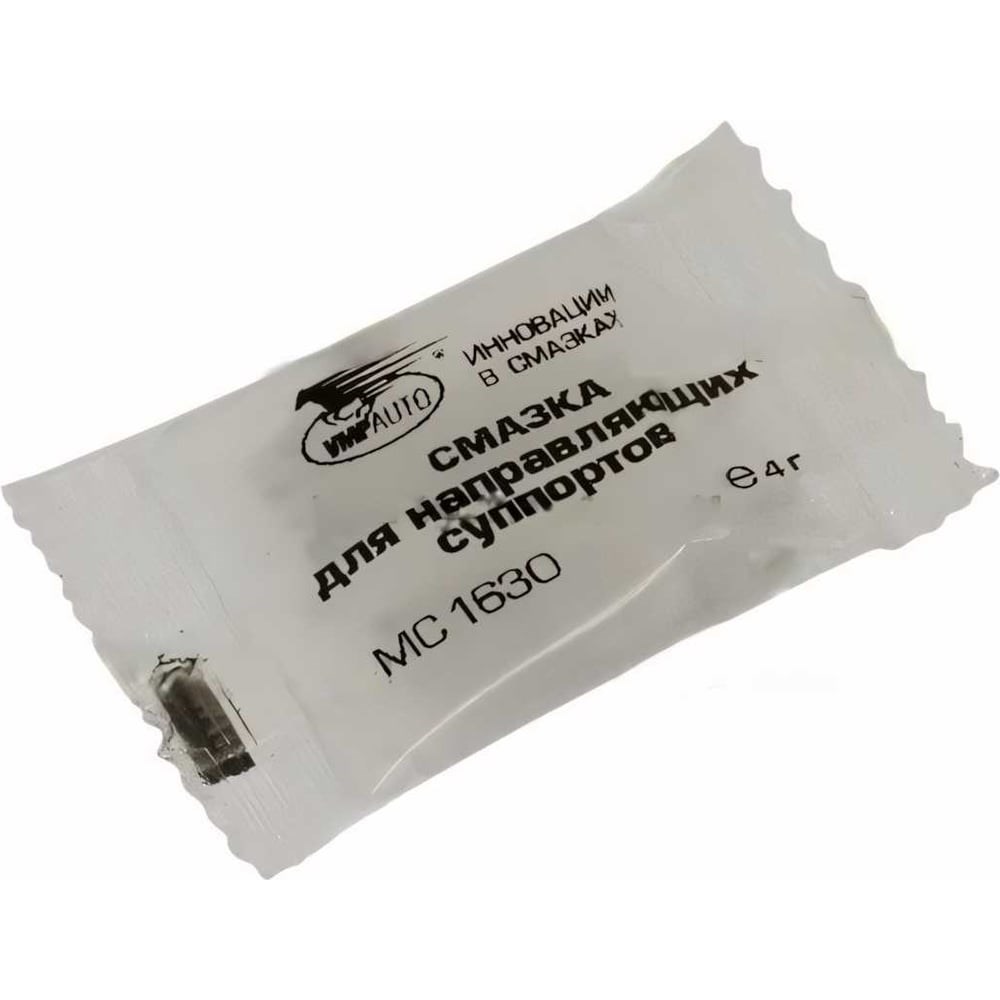 ИННОВАЦИИ
В СМАЗКАХ
VMPAUTO
®
СМАЗКА
для направляющих
суппортов
℮ 4 г
МС 1630